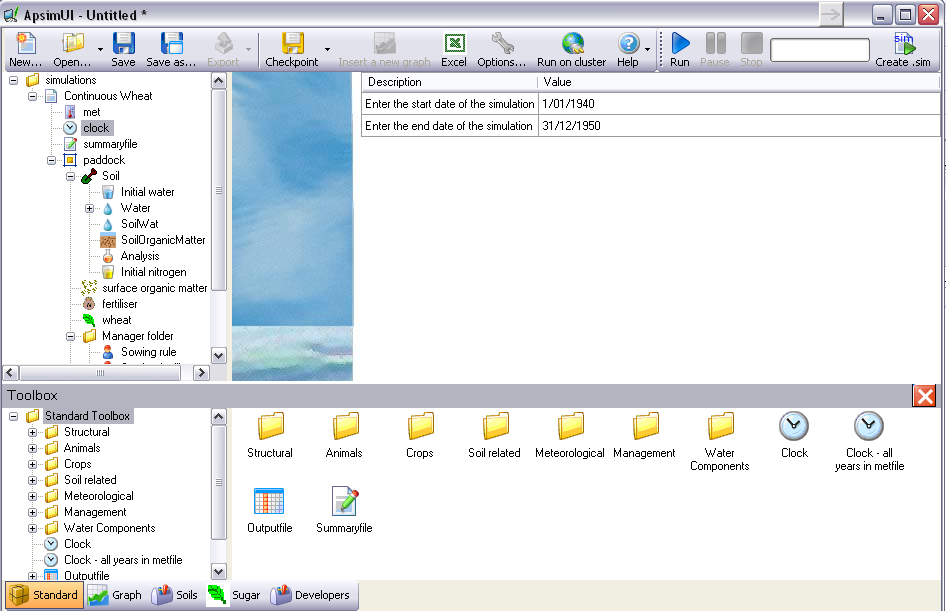 ApsimUI - Untitled *
New... Open... Save Save as... Export Checkpoint Insert a new graph Excel Options... Run on cluster Help Run Pause Stop sim Create .sim
simulations
Continuous Wheat
met
clock
summaryfile
paddock
Soil
Initial water
Water
SoilWat
SoilOrganicMatter
Analysis
Initial nitrogen
surface organic matter
fertiliser
wheat
Manager folder
Sowing rule
Description Value
Enter the start date of the simulation 1/01/1940
Enter the end date of the simulation 31/12/1950
Toolbox
Standard Toolbox
Structural
Animals
Crops
Soil related
Meteorological
Management
Water Components
Clock
Clock - all years in metfile
Outputfile
Structural Animals Crops Soil related Meteorological Management Water Clock Clock - all
Components years in metfile
Outputfile Summaryfile
Standard Graph Soils Sugar Developers